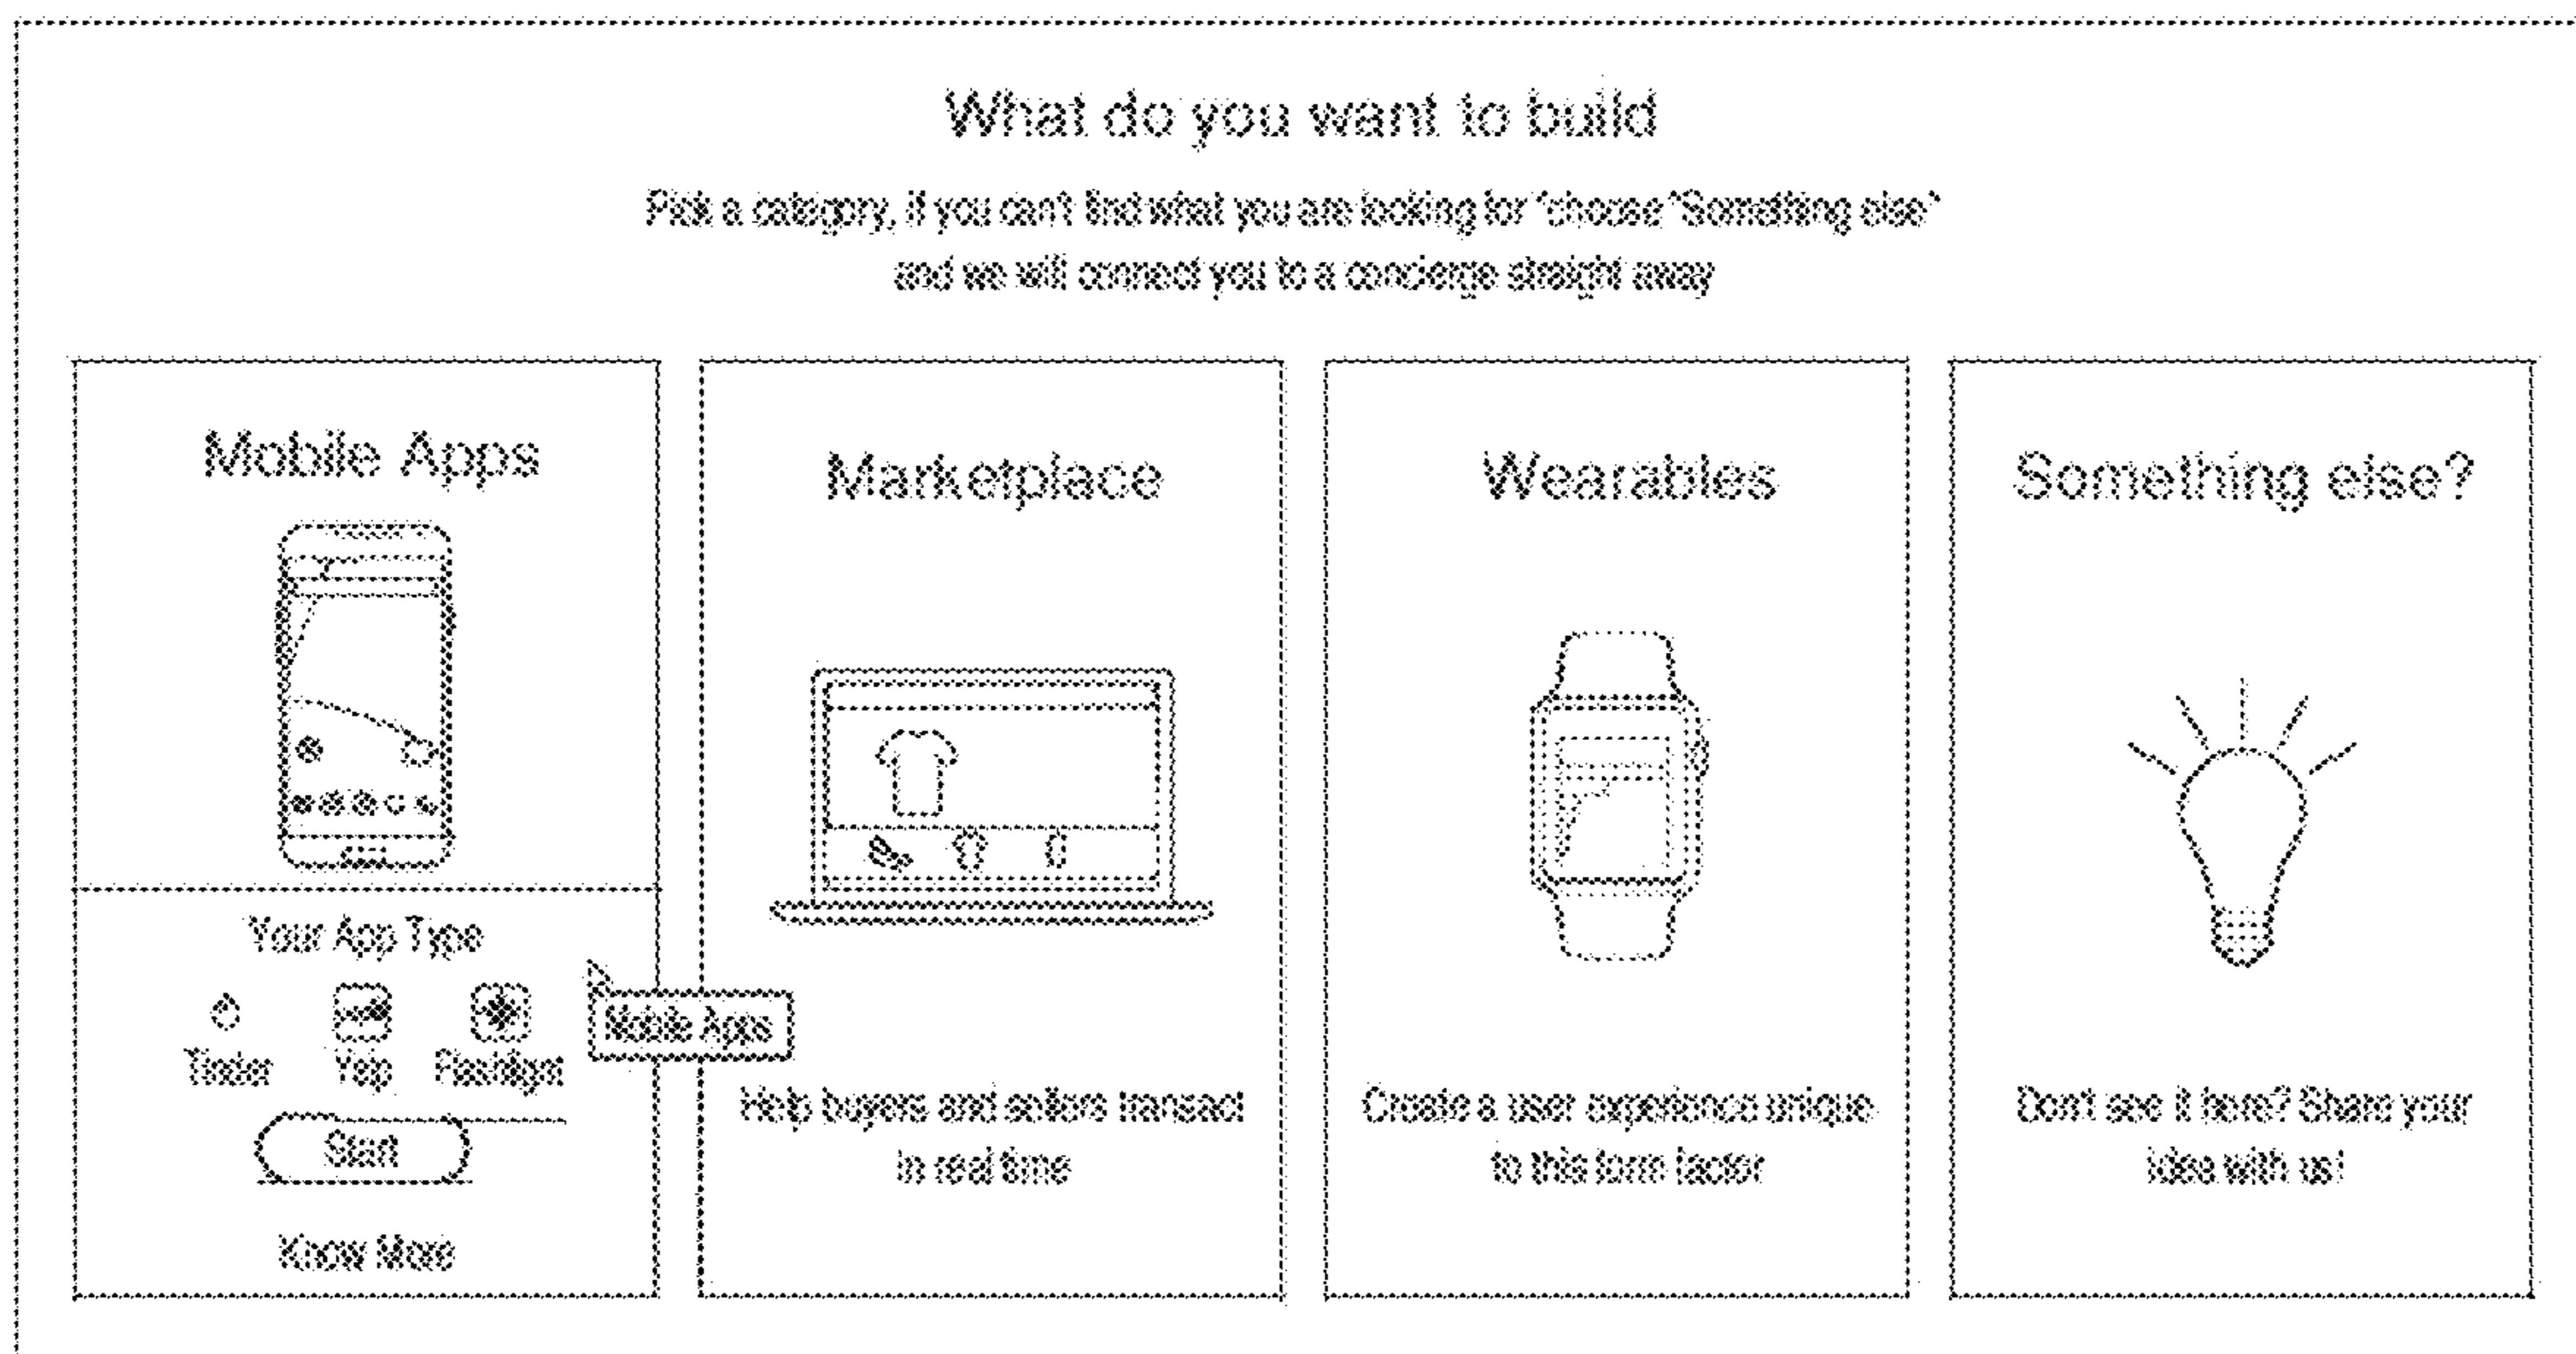 What do you want to build
Pick a category, if you can't find what you are looking for "choose "Something else"
and we will connect you to a concierge straight away
Mobile Apps
Your App Type
Tinder Yelp Flashlight
Start
Know More
Mobile Apps
Marketplace
Help buyers and sellers transact
in real time
Wearables
Create a user experience unique
to this form factor
Something else?
Don't see it here? Share your
idea with us!